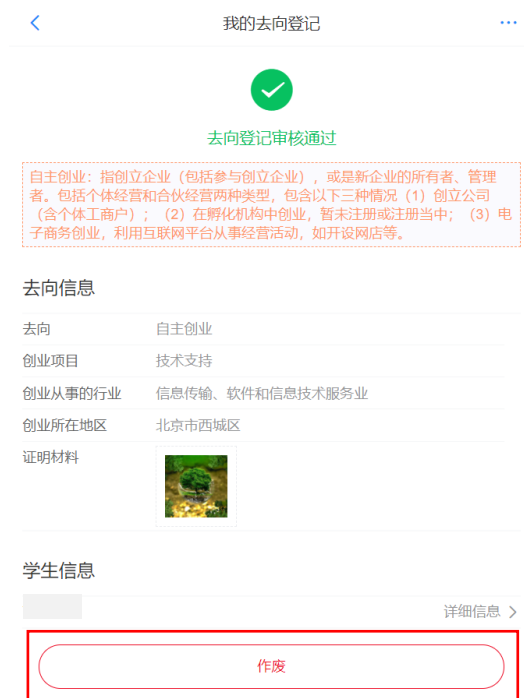 我的去向登记
去向登记审核通过
自主创业：指创立企业（包括参与创立企业），或是新企业的所有者、管理
者。包括个体经营和合伙经营两种类型，包含以下三种情况（1）创立公司
（含个体工商户）；（2）在孵化机构中创业，暂未注册或注册当中；（3）电
子商务创业，利用互联网平台从事经营活动，如开设网店等。
去向信息
去向 自主创业
创业项目 技术支持
创业从事的行业 信息传输、软件和信息技术服务业
创业所在地区 北京市西城区
证明材料
学生信息
详细信息
作废